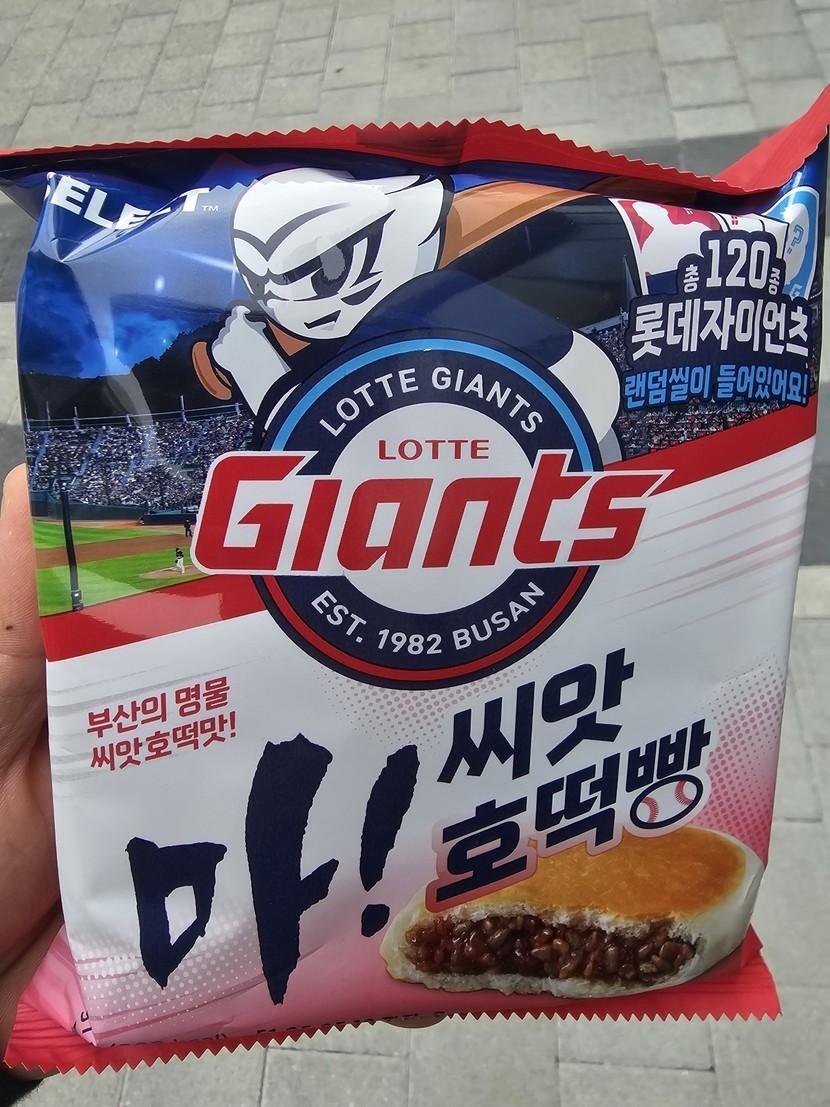 총 120종
롯데자이언츠
랜덤씰이 들어있어요!
LOTTE GIANTS
LOTTE
Giants
EST. 1982 BUSAN
부산의 명물
씨앗호떡맛!
마!
씨앗
호떡빵